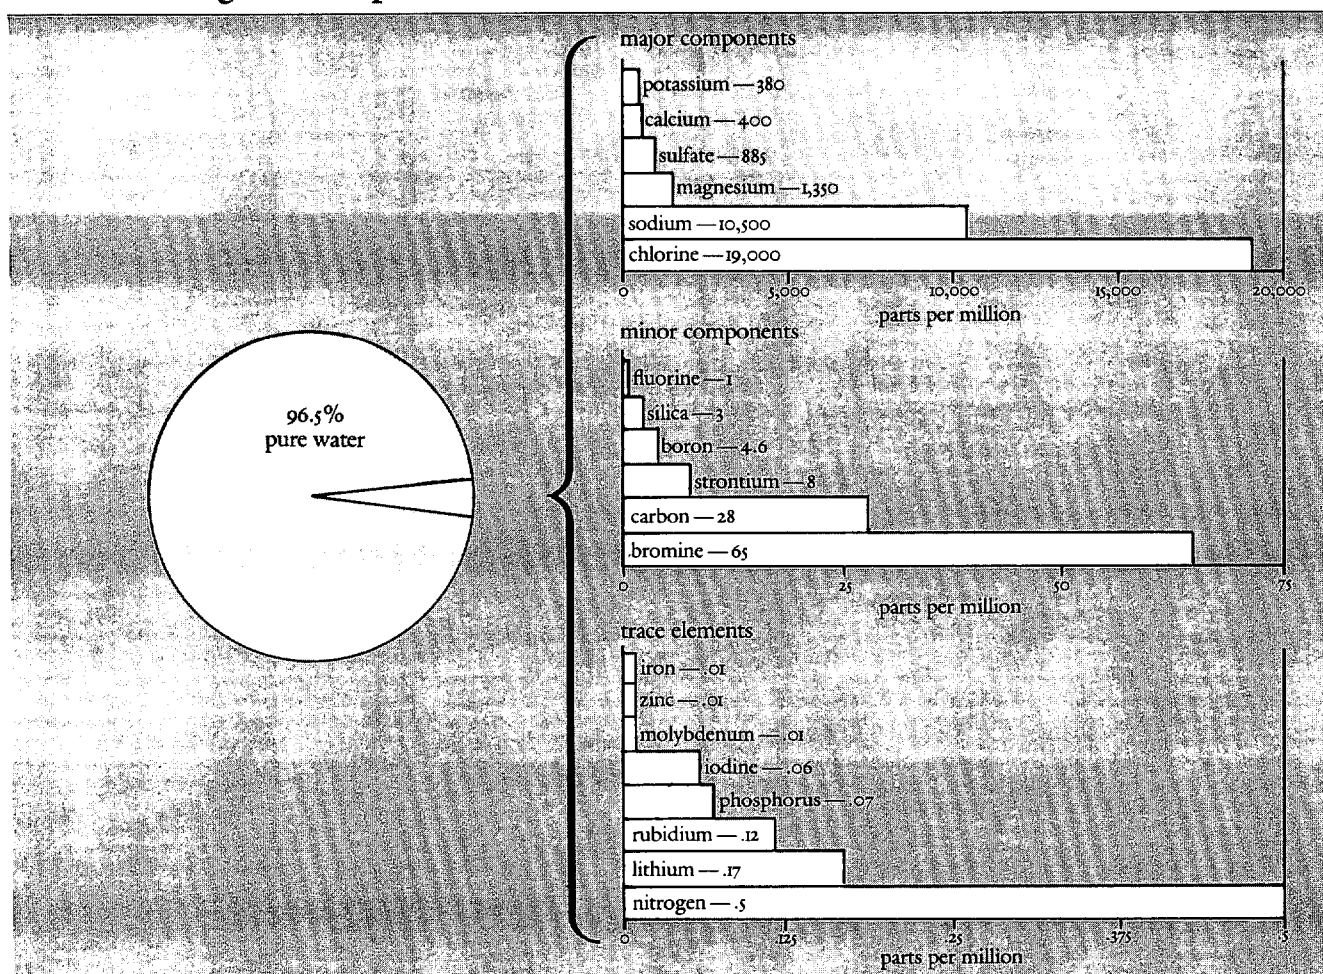 major components
potassium — 380
calcium — 400
sulfate — 885
magnesium — 1,350
sodium — 10,500
chlorine — 19,000
0 5,000 10,000 15,000 20,000
parts per million
96.5%
pure water
minor components
fluorine — 1
silica — 3
boron — 4.6
strontium — 8
carbon — 28
bromine — 65
0 25 50 75
parts per million
trace elements
iron — .01
zinc — .01
molybdenum — .01
iodine — .06
phosphorus — .07
rubidium — .12
lithium — .17
nitrogen — .5
0 .125 .25 .375 .5
parts per million